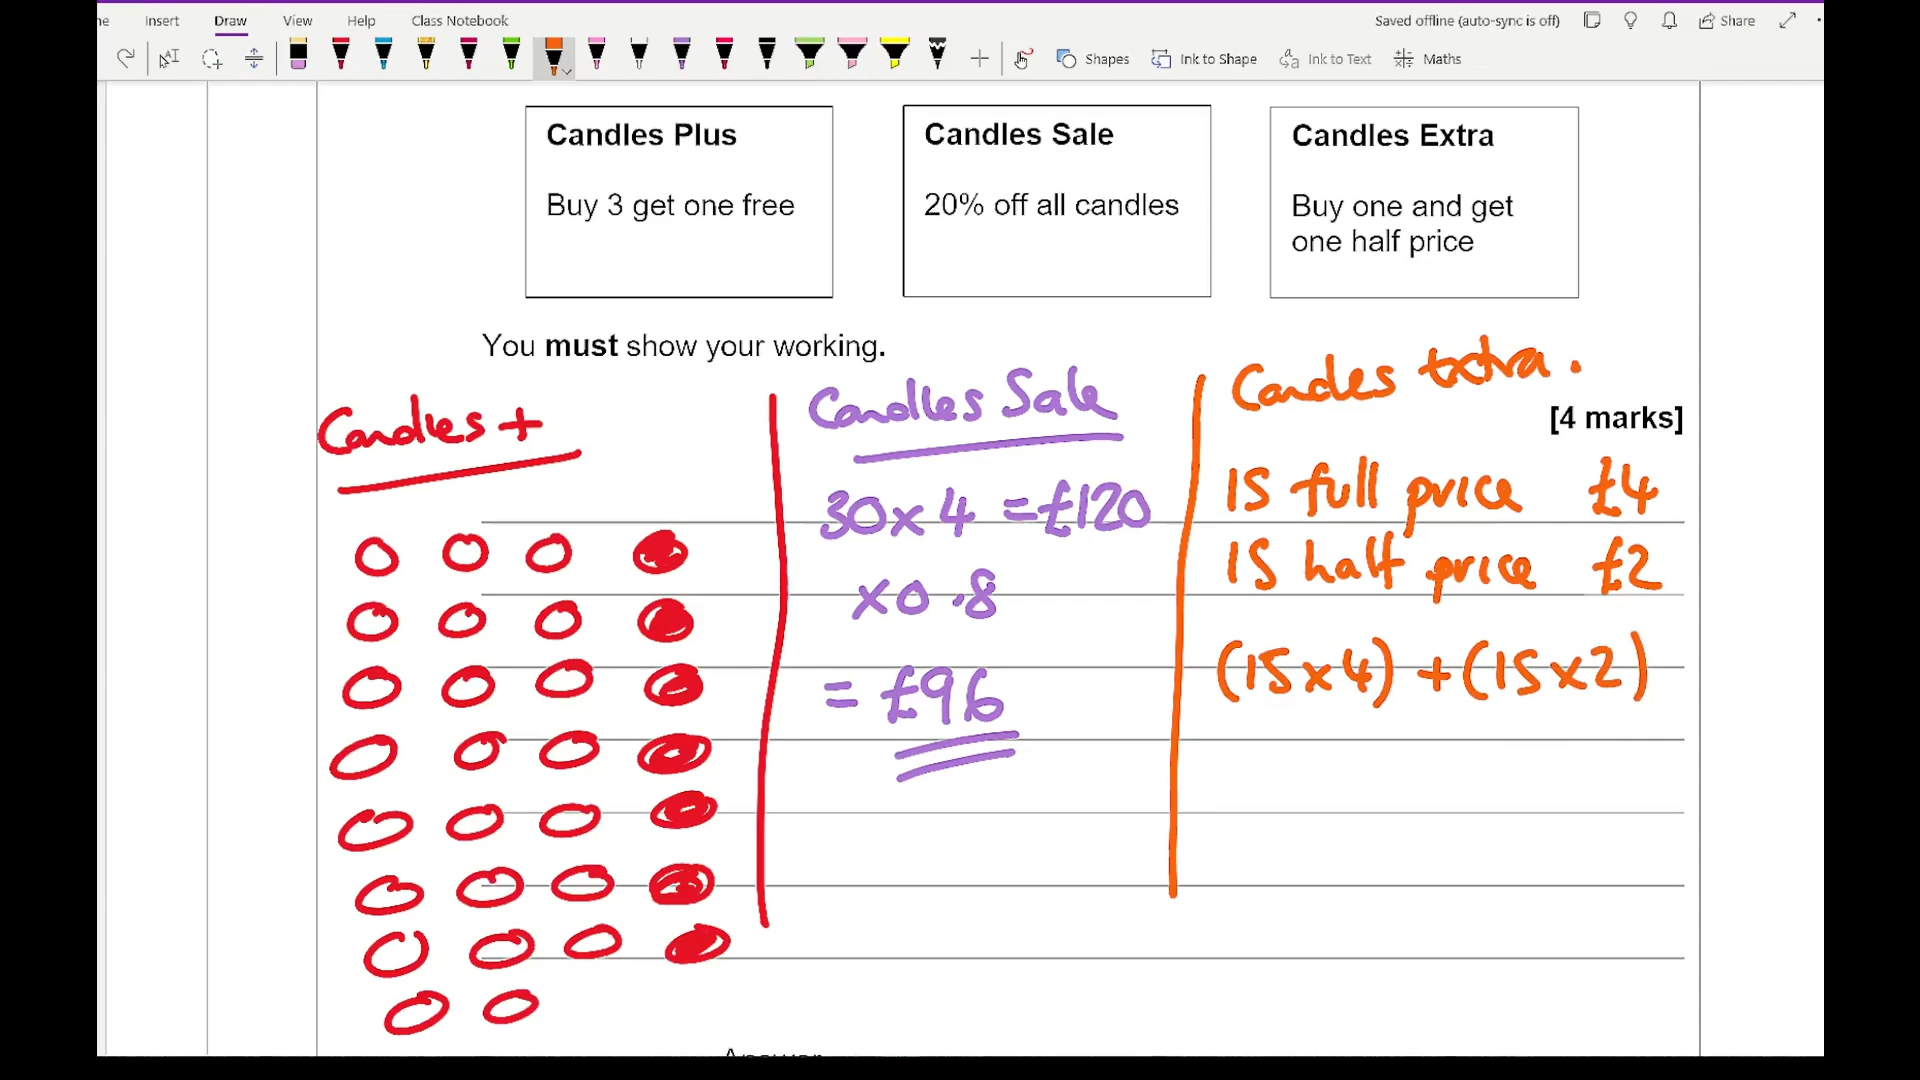 Insert Draw View Help Class Notebook
Saved offline (auto-sync is off) Share
Shapes Ink to Shape Ink to Text Maths
Candles Plus
Buy 3 get one free
Candles Sale
20% off all candles
Candles Extra
Buy one and get
one half price
You must show your working.
[4 marks]
Candles +
Candles Sale
30x4 =£120
x0.8
= £96
Candles extra.
15 full price £4
15 half price £2
(15x4) + (15x2)